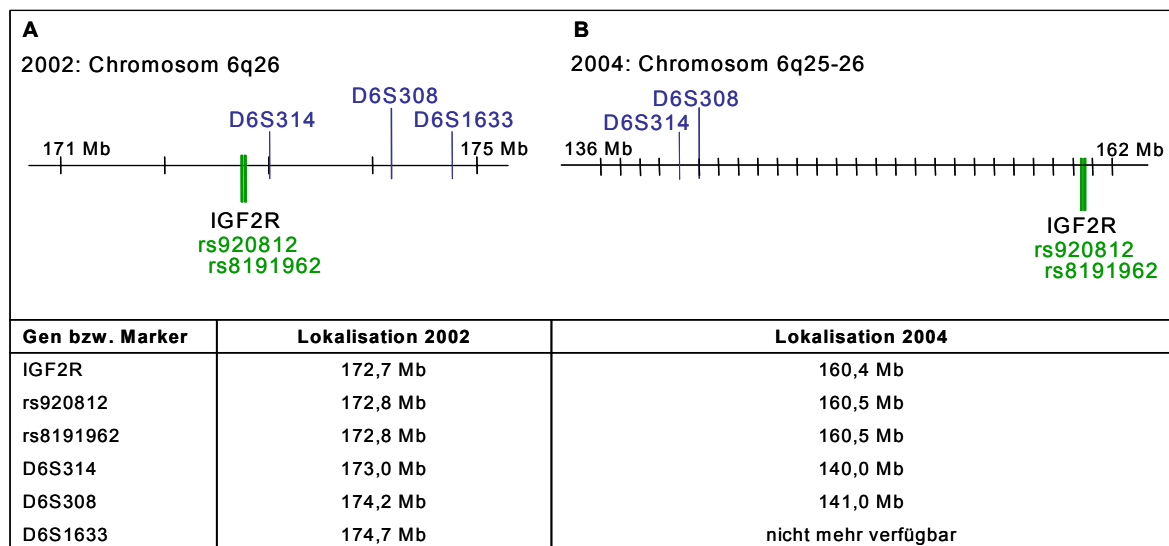 A
2002: Chromosom 6q26
D6S308
D6S314
D6S1633
171 Mb
175 Mb
IGF2R
rs920812
rs8191962
B
2004: Chromosom 6q25-26
D6S308
D6S314
136 Mb
162 Mb
IGF2R
rs920812
rs8191962
Gen bzw. Marker Lokalisation 2002 Lokalisation 2004
IGF2R 172,7 Mb 160,4 Mb
rs920812 172,8 Mb 160,5 Mb
rs8191962 172,8 Mb 160,5 Mb
D6S314 173,0 Mb 140,0 Mb
D6S308 174,2 Mb 141,0 Mb
D6S1633 174,7 Mb nicht mehr verfügbar